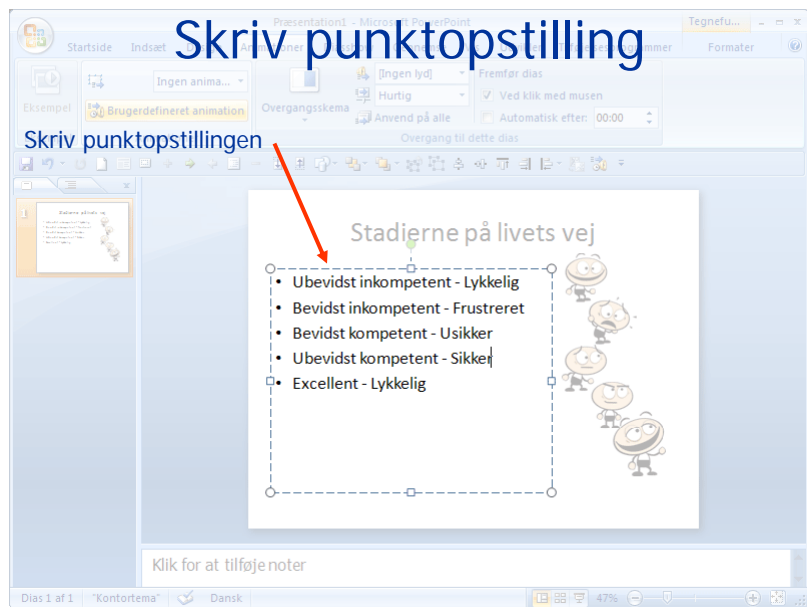 Præsentation1 - Microsoft PowerPoint
Tegnefu...
Skriv punktopstilling
Startside Indsæt
Formater
Eksempel
Ingen anima...
Brugerdefineret animation
Overgangsskema
[Ingen lyd]
Hurtig
Anvend på alle
Fremfør dias
Ved klik med musen
Automatisk efter: 00:00
Overgang til dette dias
Skriv punktopstillingen
1
Stadierne på livets vej
• Ubevidst inkompetent - Lykkelig
• Bevidst inkompetent - Frustreret
• Bevidst kompetent - Usikker
• Ubevidst kompetent - Sikker
• Excellent - Lykkelig
Klik for at tilføje noter
Dias 1 af 1 "Kontortema" Dansk 47%